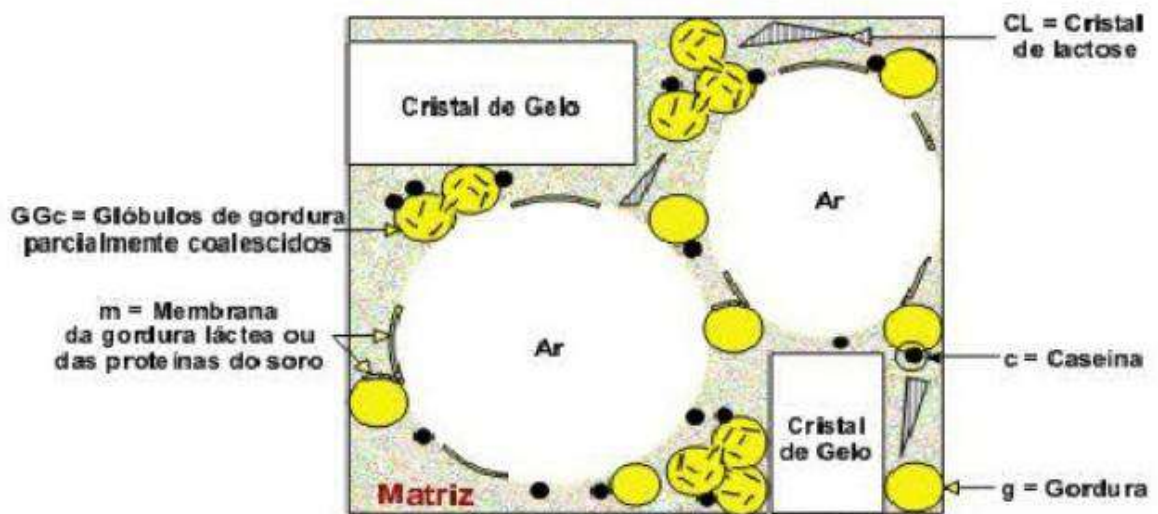 CL = Cristal
de lactose
Cristal de Gelo
Ar
GGc = Glóbulos de gordura
parcialmente coalescidos
m = Membrana
da gordura láctea ou
das proteínas do soro
Ar
c = Caseína
Cristal
de Gelo
Matriz
g = Gordura